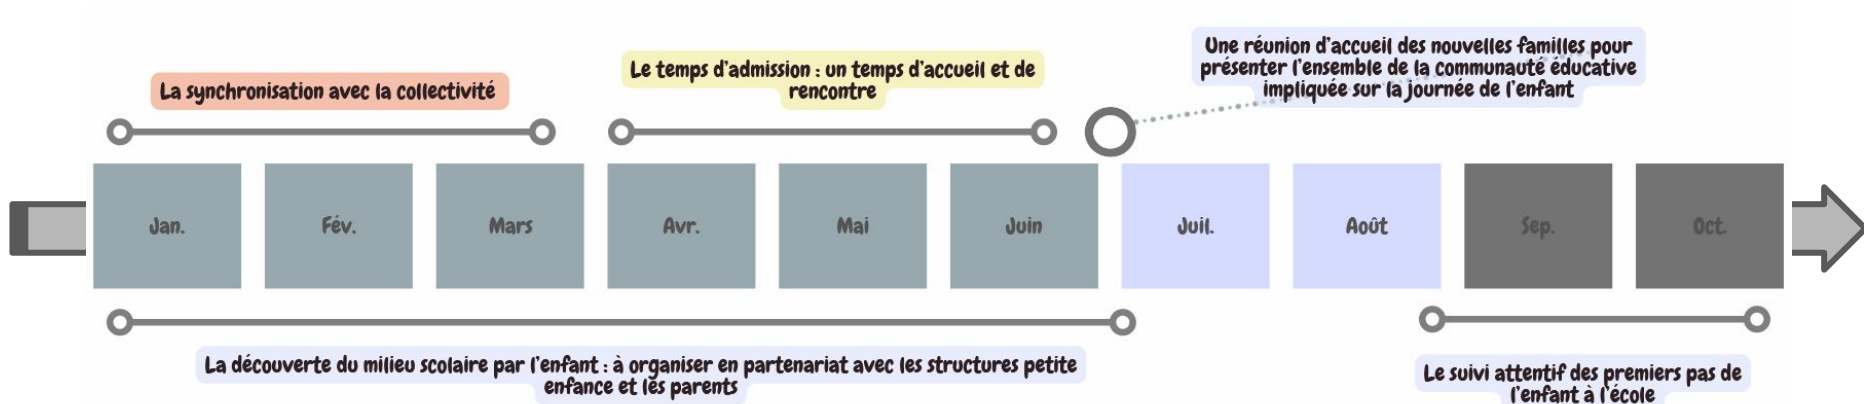 La synchronisation avec la collectivité
Le temps d'admission : un temps d'accueil et de
rencontre
Une réunion d'accueil des nouvelles familles pour
présenter l'ensemble de la communauté éducative
impliquée sur la journée de l'enfant
Jan.
Fév.
Mars
Avr.
Mai
Juin
Juil.
Août
Sep.
Oct.
La découverte du milieu scolaire par l'enfant : à organiser en partenariat avec les structures petite
enfance et les parents
Le suivi attentif des premiers pas de
l'enfant à l'école